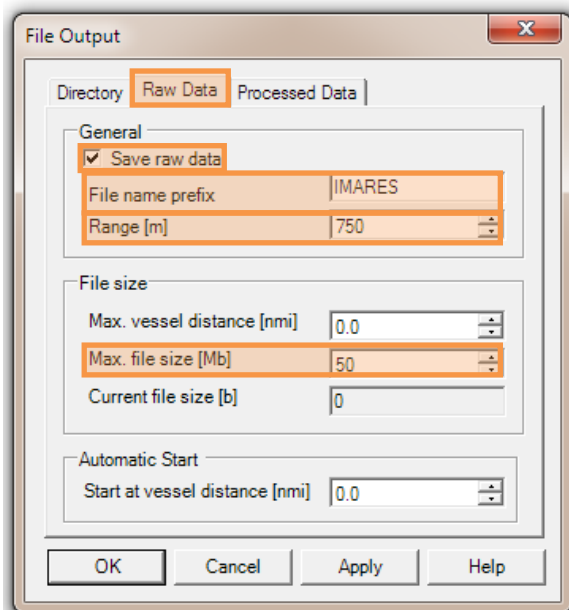 File Output
Directory Raw Data Processed Data
General
Save raw data
File name prefix IMARES
Range [m] 750
File size
Max. vessel distance [nmi] 0.0
Max. file size [Mb] 50
Current file size [b] 0
Automatic Start
Start at vessel distance [nmi] 0.0
OK Cancel Apply Help